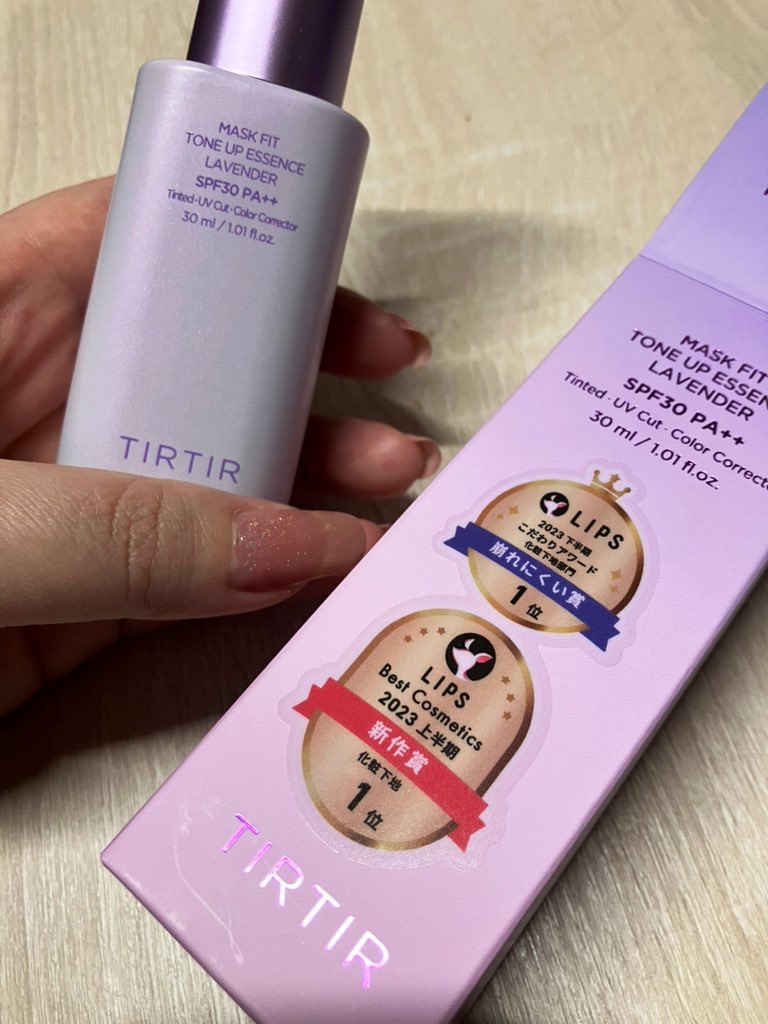 MASK FIT
TONE UP ESSENCE
LAVENDER
SPF30 PA++
Tinted·UV Cut·Color Corrector
30 ml / 1.01 fl.oz.
TIRTIR
MASK FIT
TONE UP ESSEN
LAVENDER
SPF30 PA++
Tinted·UV Cut·Color Correcto
30 ml / 1.01 fl.oz.
LIPS
2023 下半期
こだわりアワード
化粧下地部門
崩れにくい賞
1位
LIPS
Best Cosmetics
2023 上半期
新作賞
化粧下地
1位
TIRTIR